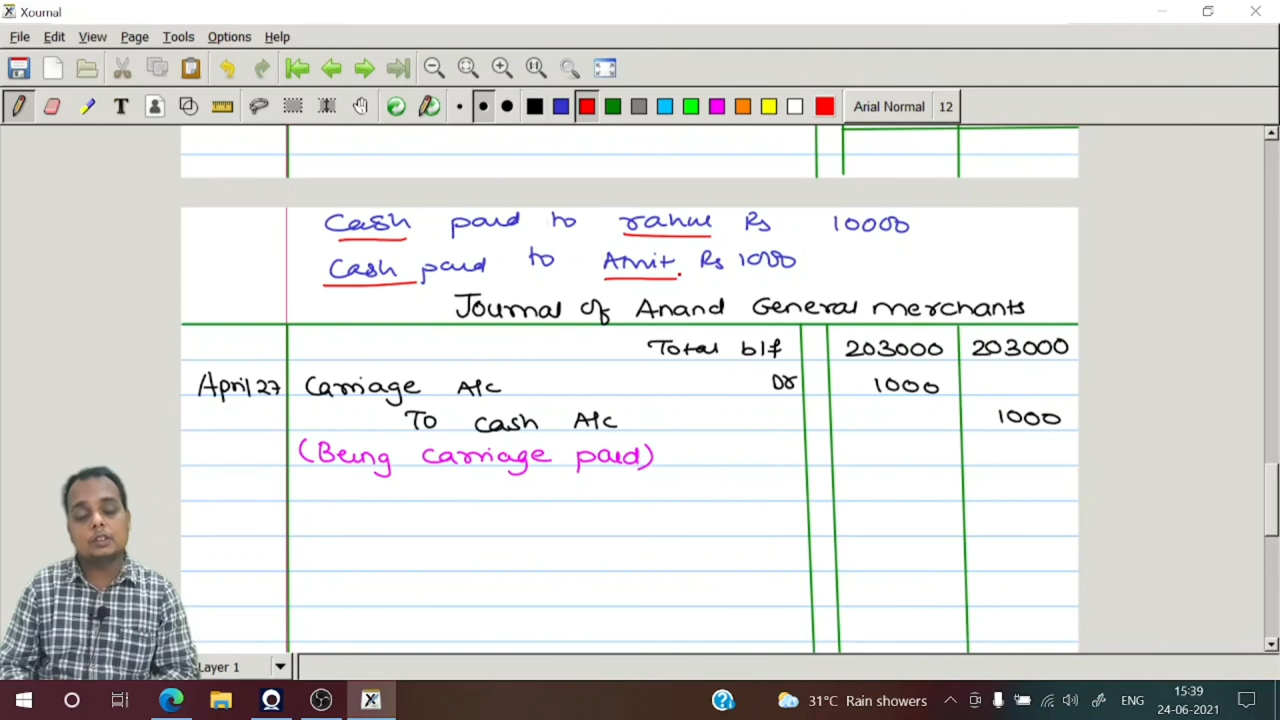 Xournal
File Edit View Page Tools Options Help
Arial Normal 12
Cash paid to rahul Rs 10000
Cash paid to Amit Rs 1000
Journal of Anand General merchants
Total b/f 203000 203000
April 27 Carriage A/c Dr 1000
To cash A/c 1000
(Being carriage paid)
Layer 1
31°C Rain showers ENG 15:39
24-06-2021